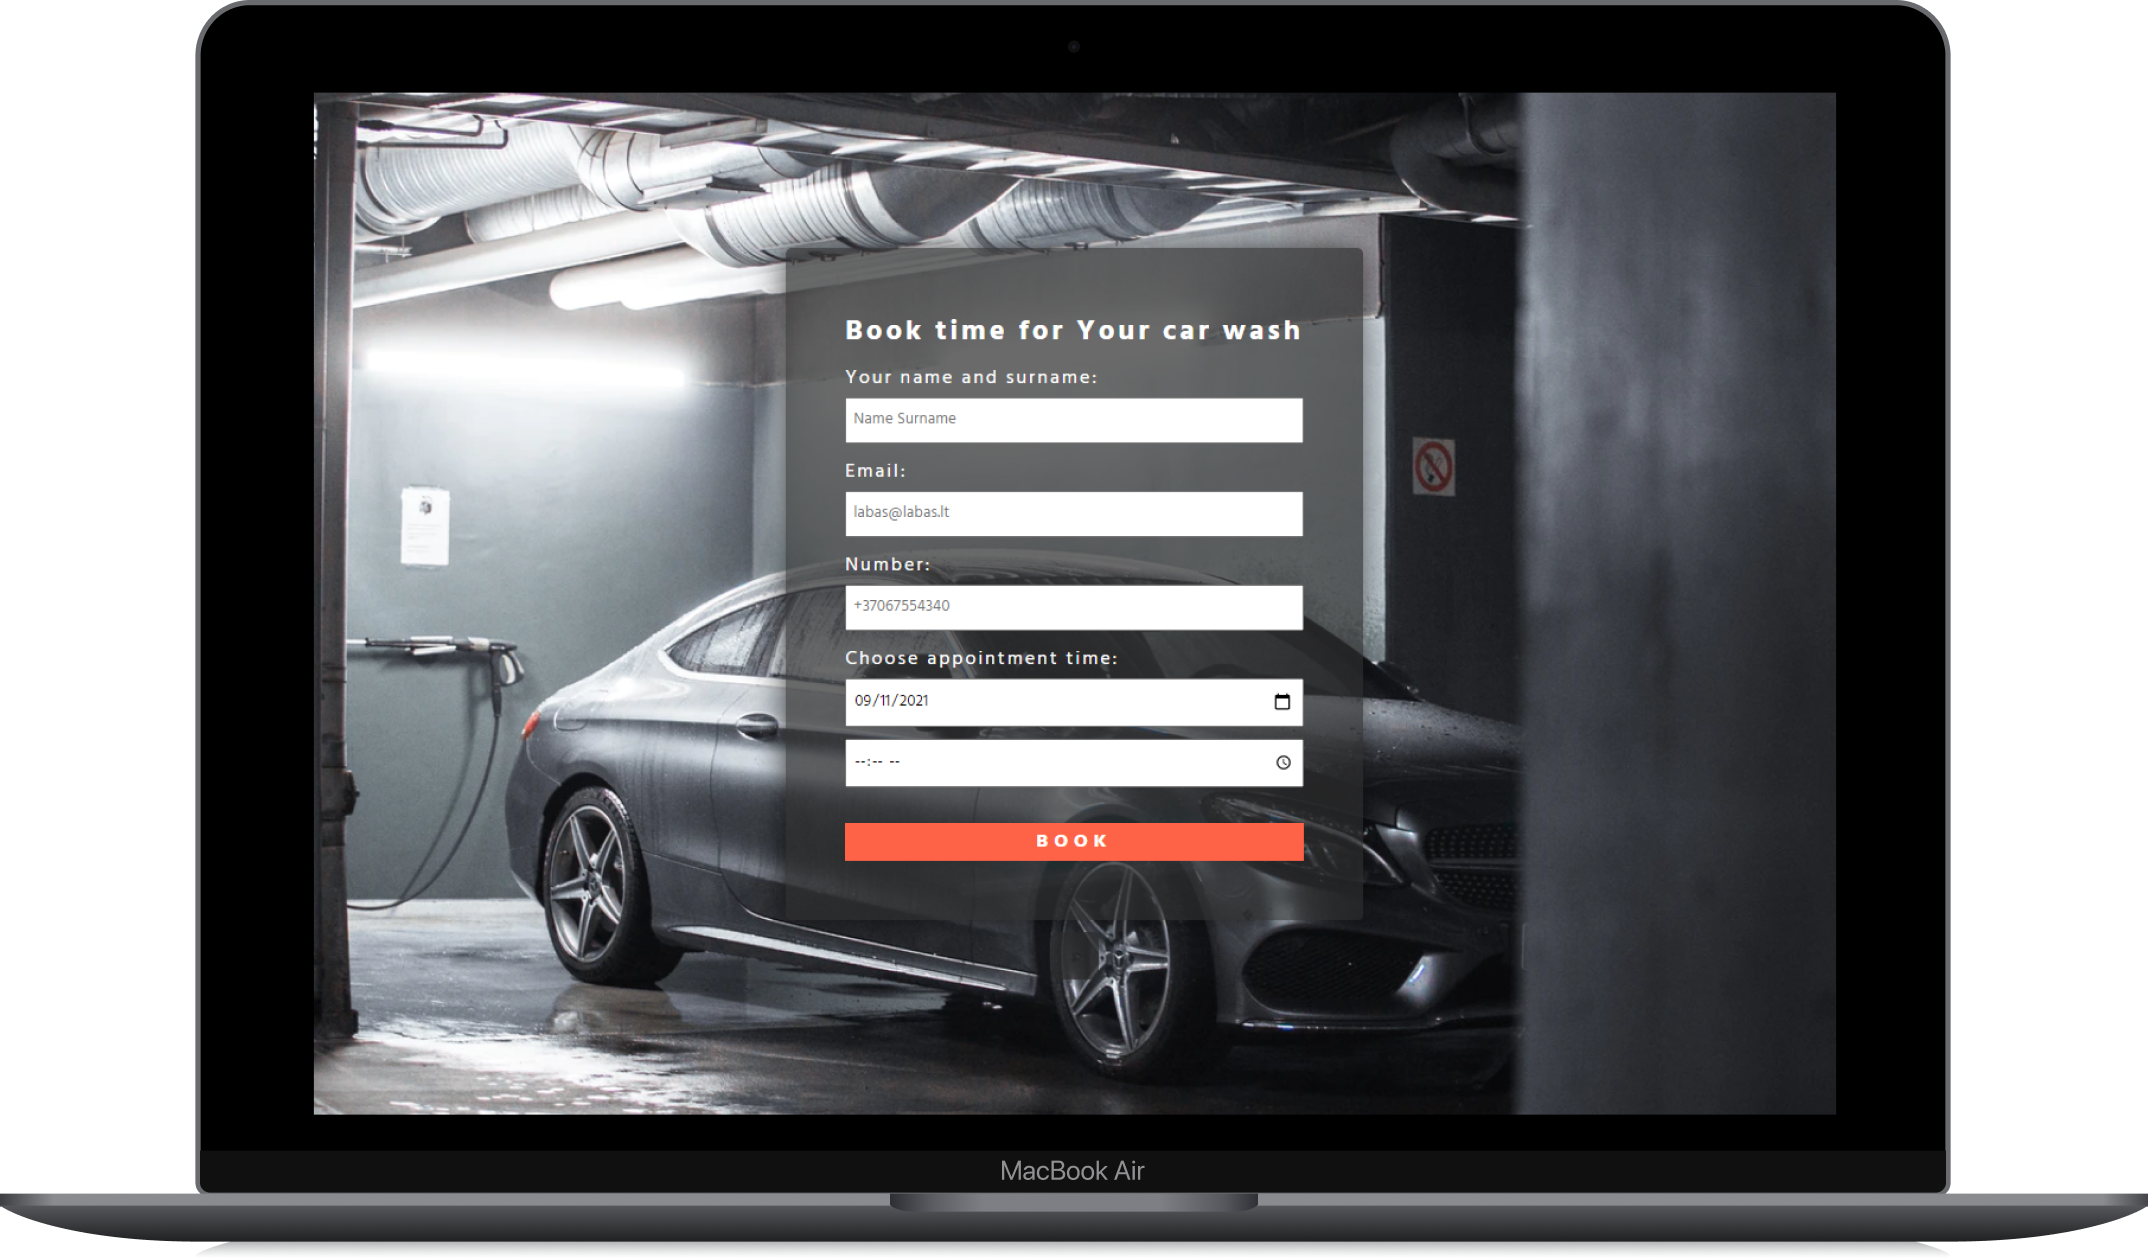 Book time for Your car wash
Your name and surname:
Name Surname
Email:
labas@labas.lt
Number:
+37067554340
Choose appointment time:
09/11/2021
--:-- --
BOOK
MacBook Air